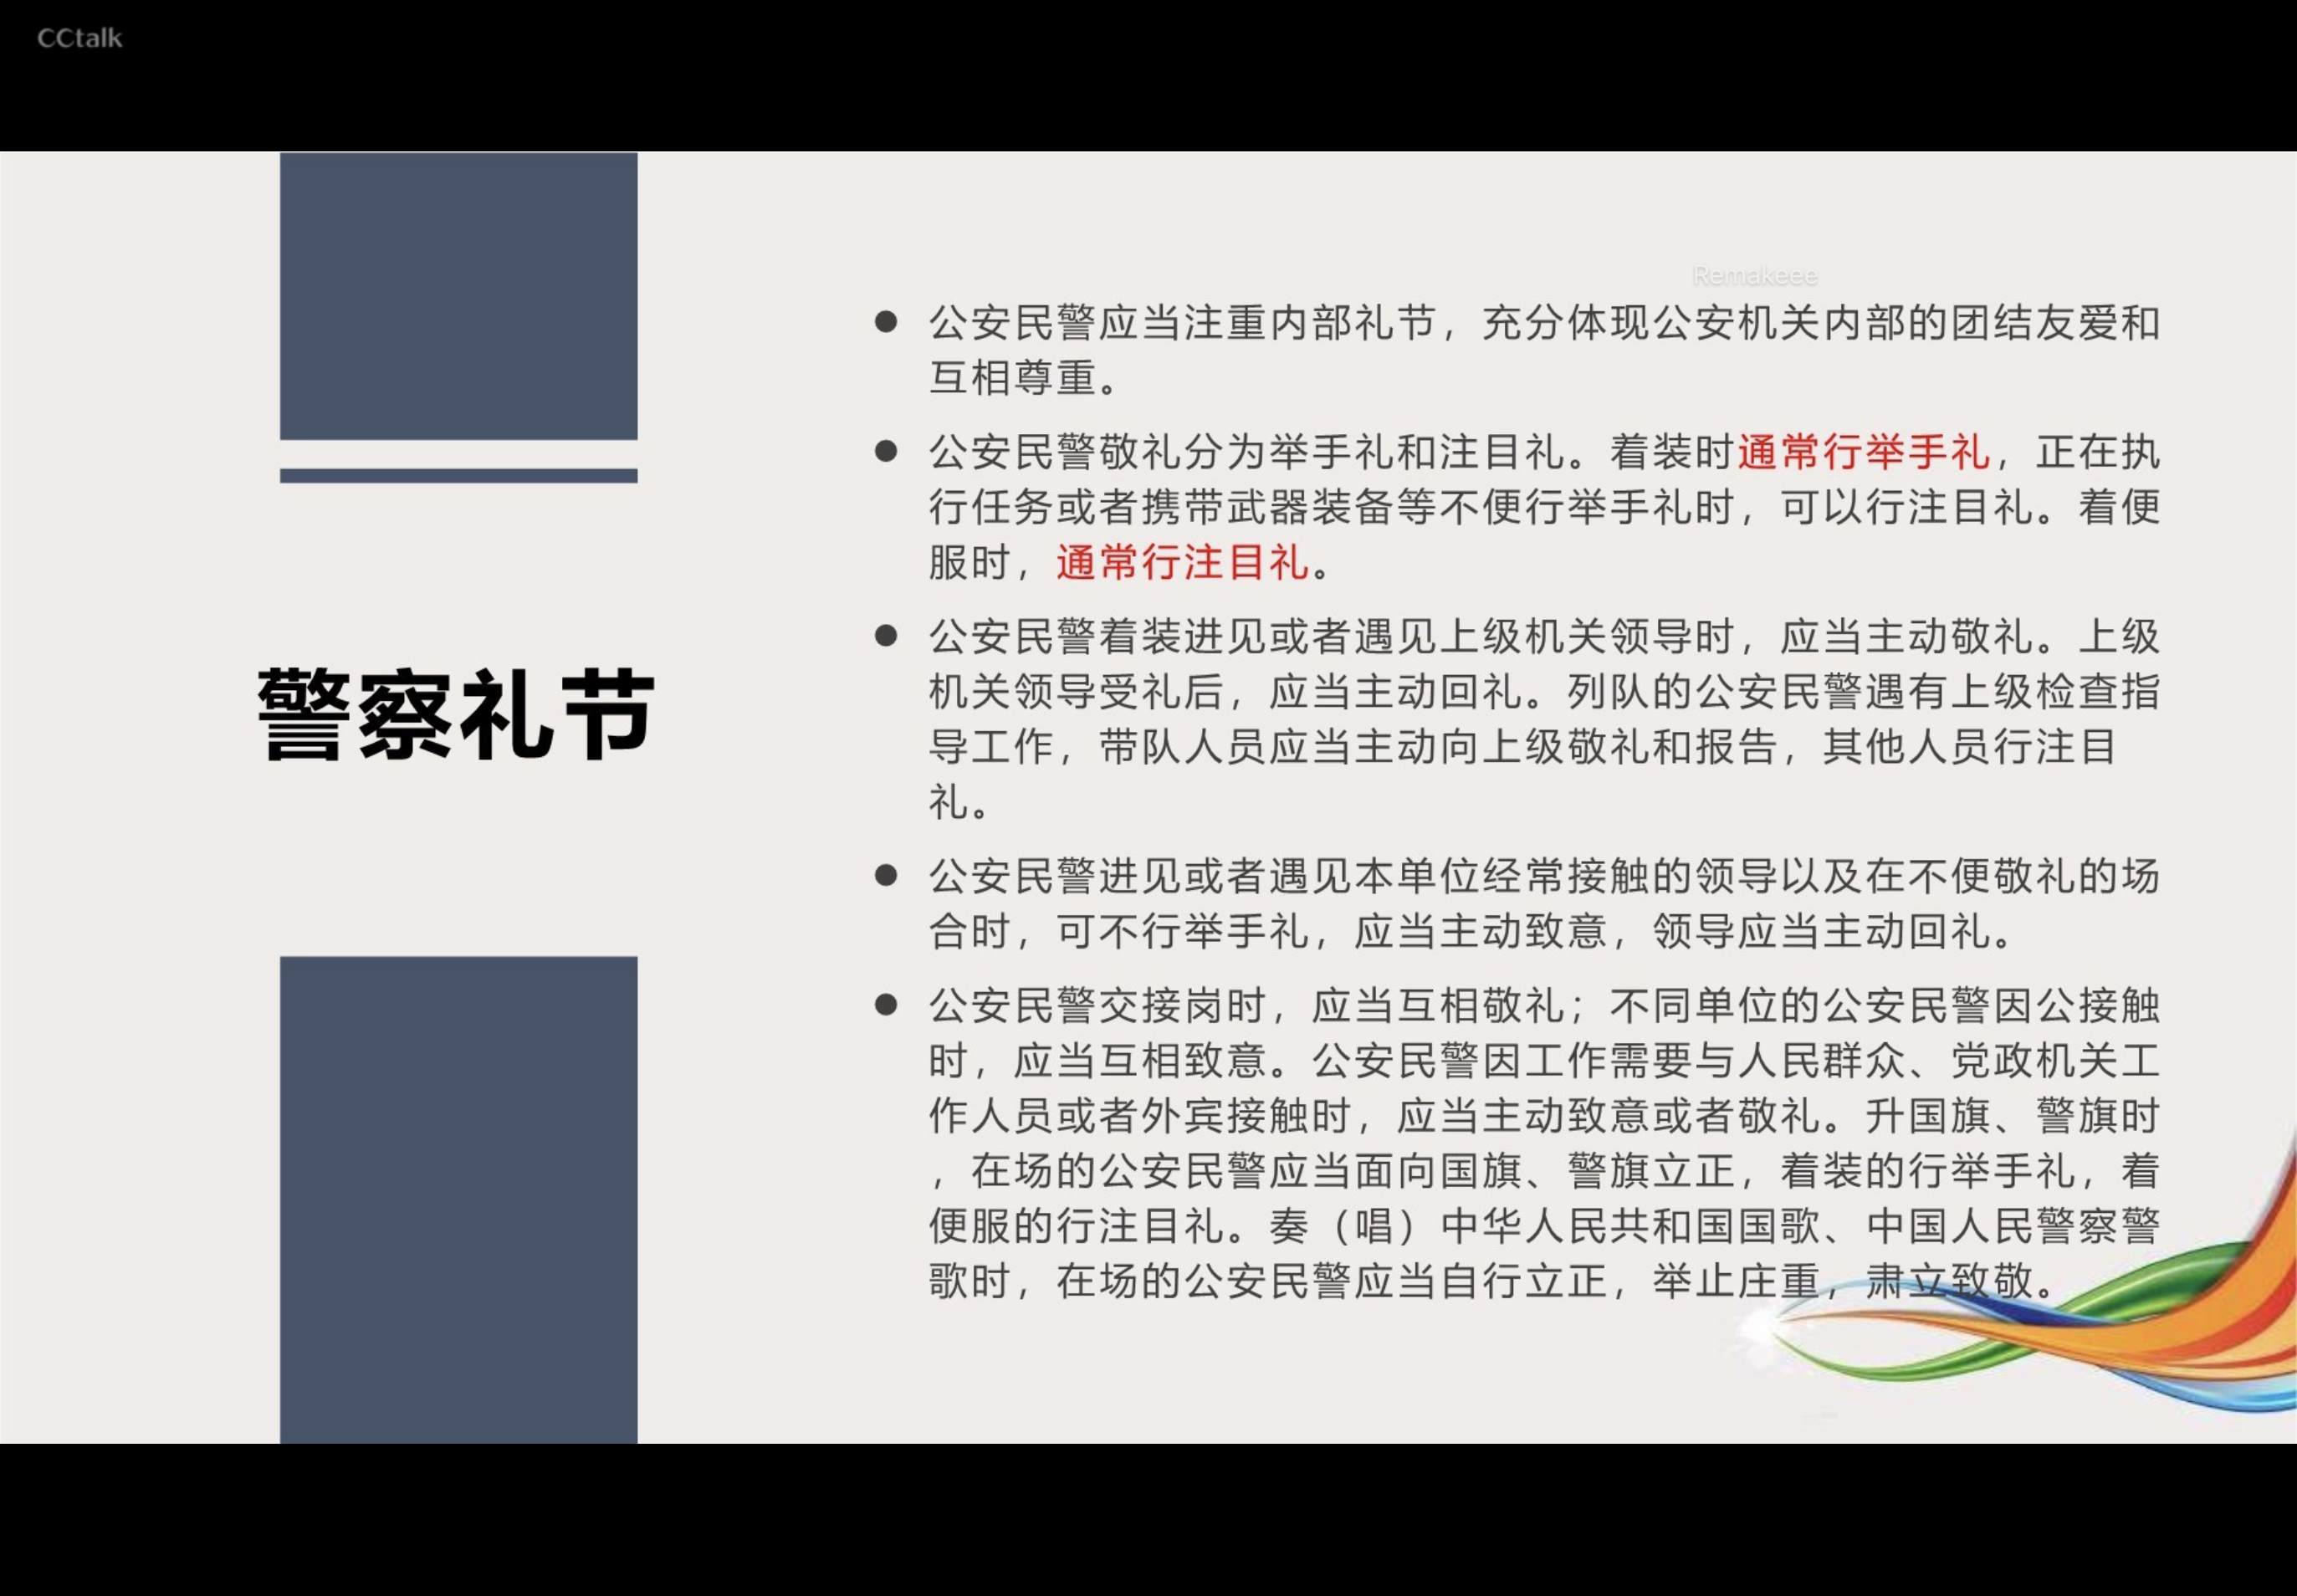 CCtalk
Remakeee
警察礼节
公安民警应当注重内部礼节，充分体现公安机关内部的团结友爱和
互相尊重。
公安民警敬礼分为举手礼和注目礼。着装时通常行举手礼，正在执
行任务或者携带武器装备等不便行举手礼时，可以行注目礼。着便
服时，通常行注目礼。
公安民警着装进见或者遇见上级机关领导时，应当主动敬礼。上级
机关领导受礼后，应当主动回礼。列队的公安民警遇有上级检查指
导工作，带队人员应当主动向上级敬礼和报告，其他人员行注目
礼。
公安民警进见或者遇见本单位经常接触的领导以及在不便敬礼的场
合时，可不行举手礼，应当主动致意，领导应当主动回礼。
公安民警交接岗时，应当互相敬礼；不同单位的公安民警因公接触
时，应当互相致意。公安民警因工作需要与人民群众、党政机关工
作人员或者外宾接触时，应当主动致意或者敬礼。升国旗、警旗时
，在场的公安民警应当面向国旗、警旗立正，着装的行举手礼，着
便服的行注目礼。奏（唱）中华人民共和国国歌、中国人民警察警
歌时，在场的公安民警应当自行立正，举止庄重，肃立致敬。